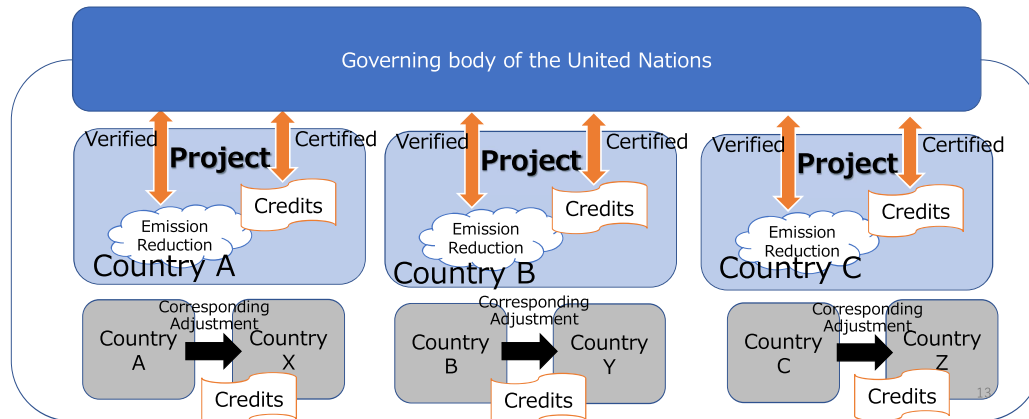 Governing body of the United Nations
Verified
Certified
Project
Credits
Emission
Reduction
Country A
Verified
Certified
Project
Credits
Emission
Reduction
Country B
Verified
Certified
Project
Credits
Emission
Reduction
Country C
Corresponding
Adjustment
Country
A
Country
X
Credits
Corresponding
Adjustment
Country
B
Country
Y
Credits
Corresponding
Adjustment
Country
C
Country
Z
Credits
13